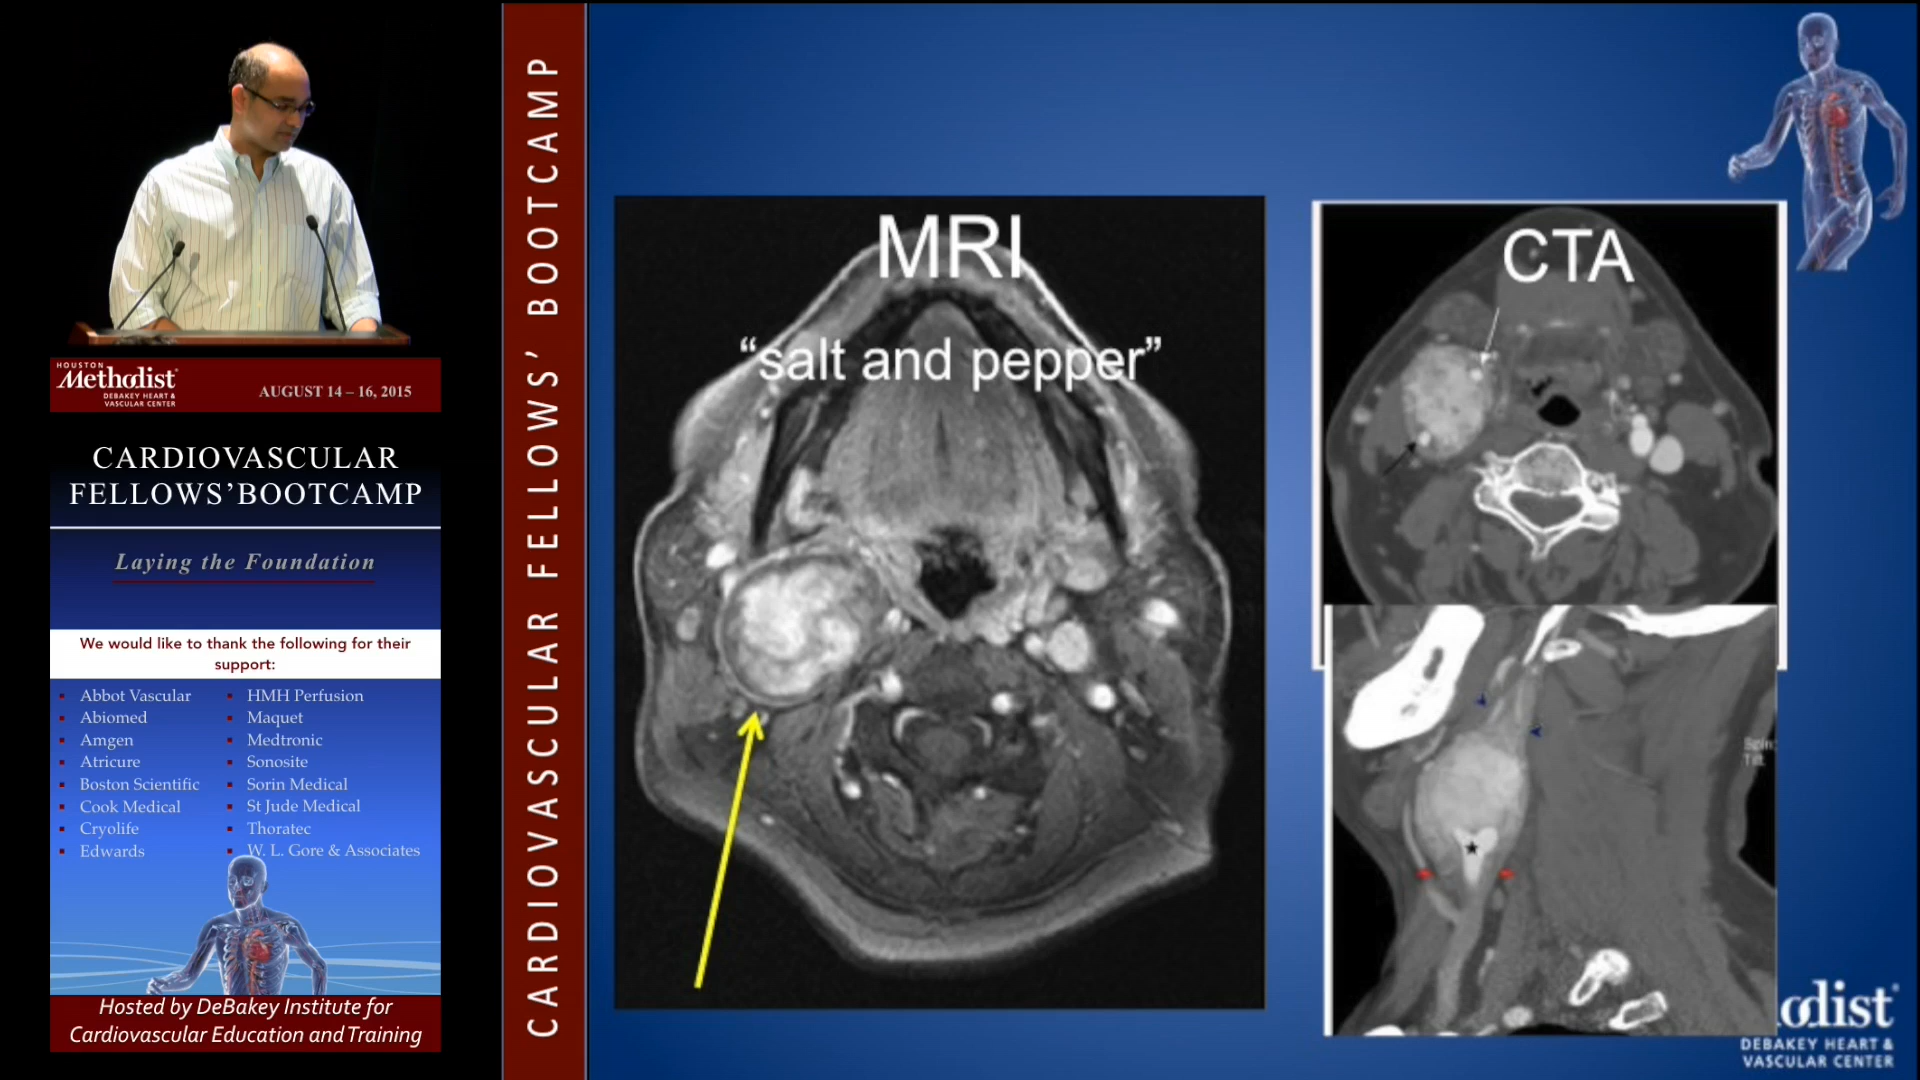 HOUSTON
Methodist
DEBAKEY HEART &
VASCULAR CENTER
AUGUST 14 – 16, 2015
CARDIOVASCULAR
FELLOWS’BOOTCAMP
Laying the Foundation
We would like to thank the following for their
support:
▪ Abbot Vascular
▪ Abiomed
▪ Amgen
▪ Atricure
▪ Boston Scientific
▪ Cook Medical
▪ Cryolife
▪ Edwards
▪ HMH Perfusion
▪ Maquet
▪ Medtronic
▪ Sonosite
▪ Sorin Medical
▪ St Jude Medical
▪ Thoratec
▪ W. L. Gore & Associates
Hosted by DeBakey Institute for
Cardiovascular Education and Training
CARDIOVASCULAR FELLOWS’ BOOTCAMP
MRI
“salt and pepper”
CTA
Spin:
Tilt:
odist
DEBAKEY HEART &
VASCULAR CENTER